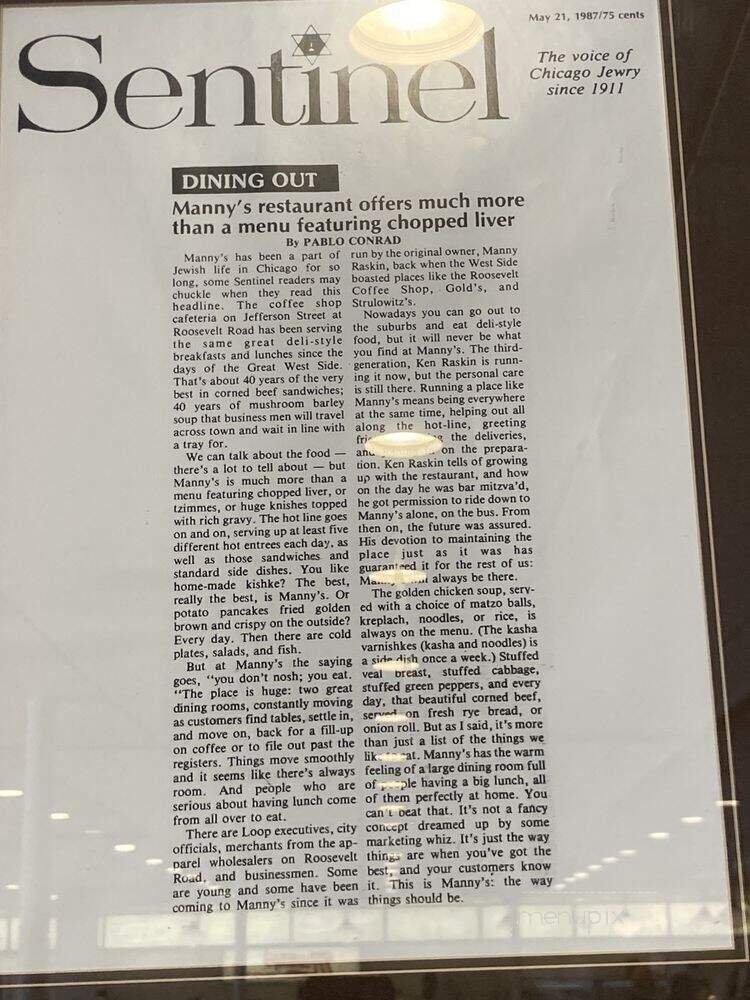 Sentinel
May 21, 1987/75 cents
The voice of
Chicago Jewry
since 1911
DINING OUT
Manny's restaurant offers much more
than a menu featuring chopped liver
By PABLO CONRAD
Manny's has been a part of
Jewish life in Chicago for so
long, some Sentinel readers may
chuckle when they read this
headline. The coffee shop
cafeteria on Jefferson Street at
Roosevelt Road has been serving
the same great deli-style
breakfasts and lunches since the
days of the Great West Side.
That's about 40 years of the very
best in corned beef sandwiches;
40 years of mushroom barley
soup that business men will travel
across town and wait in line with
a tray for.
We can talk about the food —
there's a lot to tell about — but
Manny's is much more than a
menu featuring chopped liver, or
tzimmes, or huge knishes topped
with rich gravy. The hot line goes
on and on, serving up at least five
different hot entrees each day, as
well as those sandwiches and
standard side dishes. You like
home-made kishke? The best,
really the best, is Manny's. Or
potato pancakes fried golden
brown and crispy on the outside?
Every day. Then there are cold
plates, salads, and fish.
But at Manny's the saying
goes, "you don't nosh; you eat.
"The place is huge: two great
dining rooms, constantly moving
as customers find tables, settle in,
and move on, back for a fill-up
on coffee or to file out past the
registers. Things move smoothly
and it seems like there's always
room. And people who are
serious about having lunch come
from all over to eat.
There are Loop executives, city
officials, merchants from the ap-
parel wholesalers on Roosevelt
Road, and businessmen. Some
are young and some have been
coming to Manny's since it was
run by the original owner, Manny
Raskin, back when the West Side
boasted places like the Roosevelt
Coffee Shop, Gold's, and
Strulowitz's.
Nowadays you can go out to
the suburbs and eat deli-style
food, but it will never be what
you find at Manny's. The third-
generation, Ken Raskin is runn-
ing it now, but the personal care
is still there. Running a place like
Manny's means being everywhere
at the same time, helping out all
along the hot-line, greeting
the deliveries,
on the prepara-
tion. Ken Raskin tells of growing
up with the restaurant, and how
on the day he was bar mitzva'd,
he got permission to ride down to
Manny's alone, on the bus. From
then on, the future was assured.
His devotion to maintaining the
place just as it was has
guaranteed it for the rest of us:
always be there.
The golden chicken soup, serv-
ed with a choice of matzo balls,
kreplach, noodles, or rice, is
always on the menu. (The kasha
varnishkes (kasha and noodles) is
a side dish once a week.) Stuffed
veal breast, stuffed cabbage,
stuffed green peppers, and every
day, that beautiful corned beef,
served on fresh rye bread, or
onion roll. But as I said, it's more
than just a list of the things we
Manny's has the warm
feeling of a large dining room full
of people having a big lunch, all
of them perfectly at home. You
can't beat that. It's not a fancy
concept dreamed up by some
marketing whiz. It's just the way
things are when you've got the
best, and your customers know
it. This is Manny's: the way
things should be.
menupix